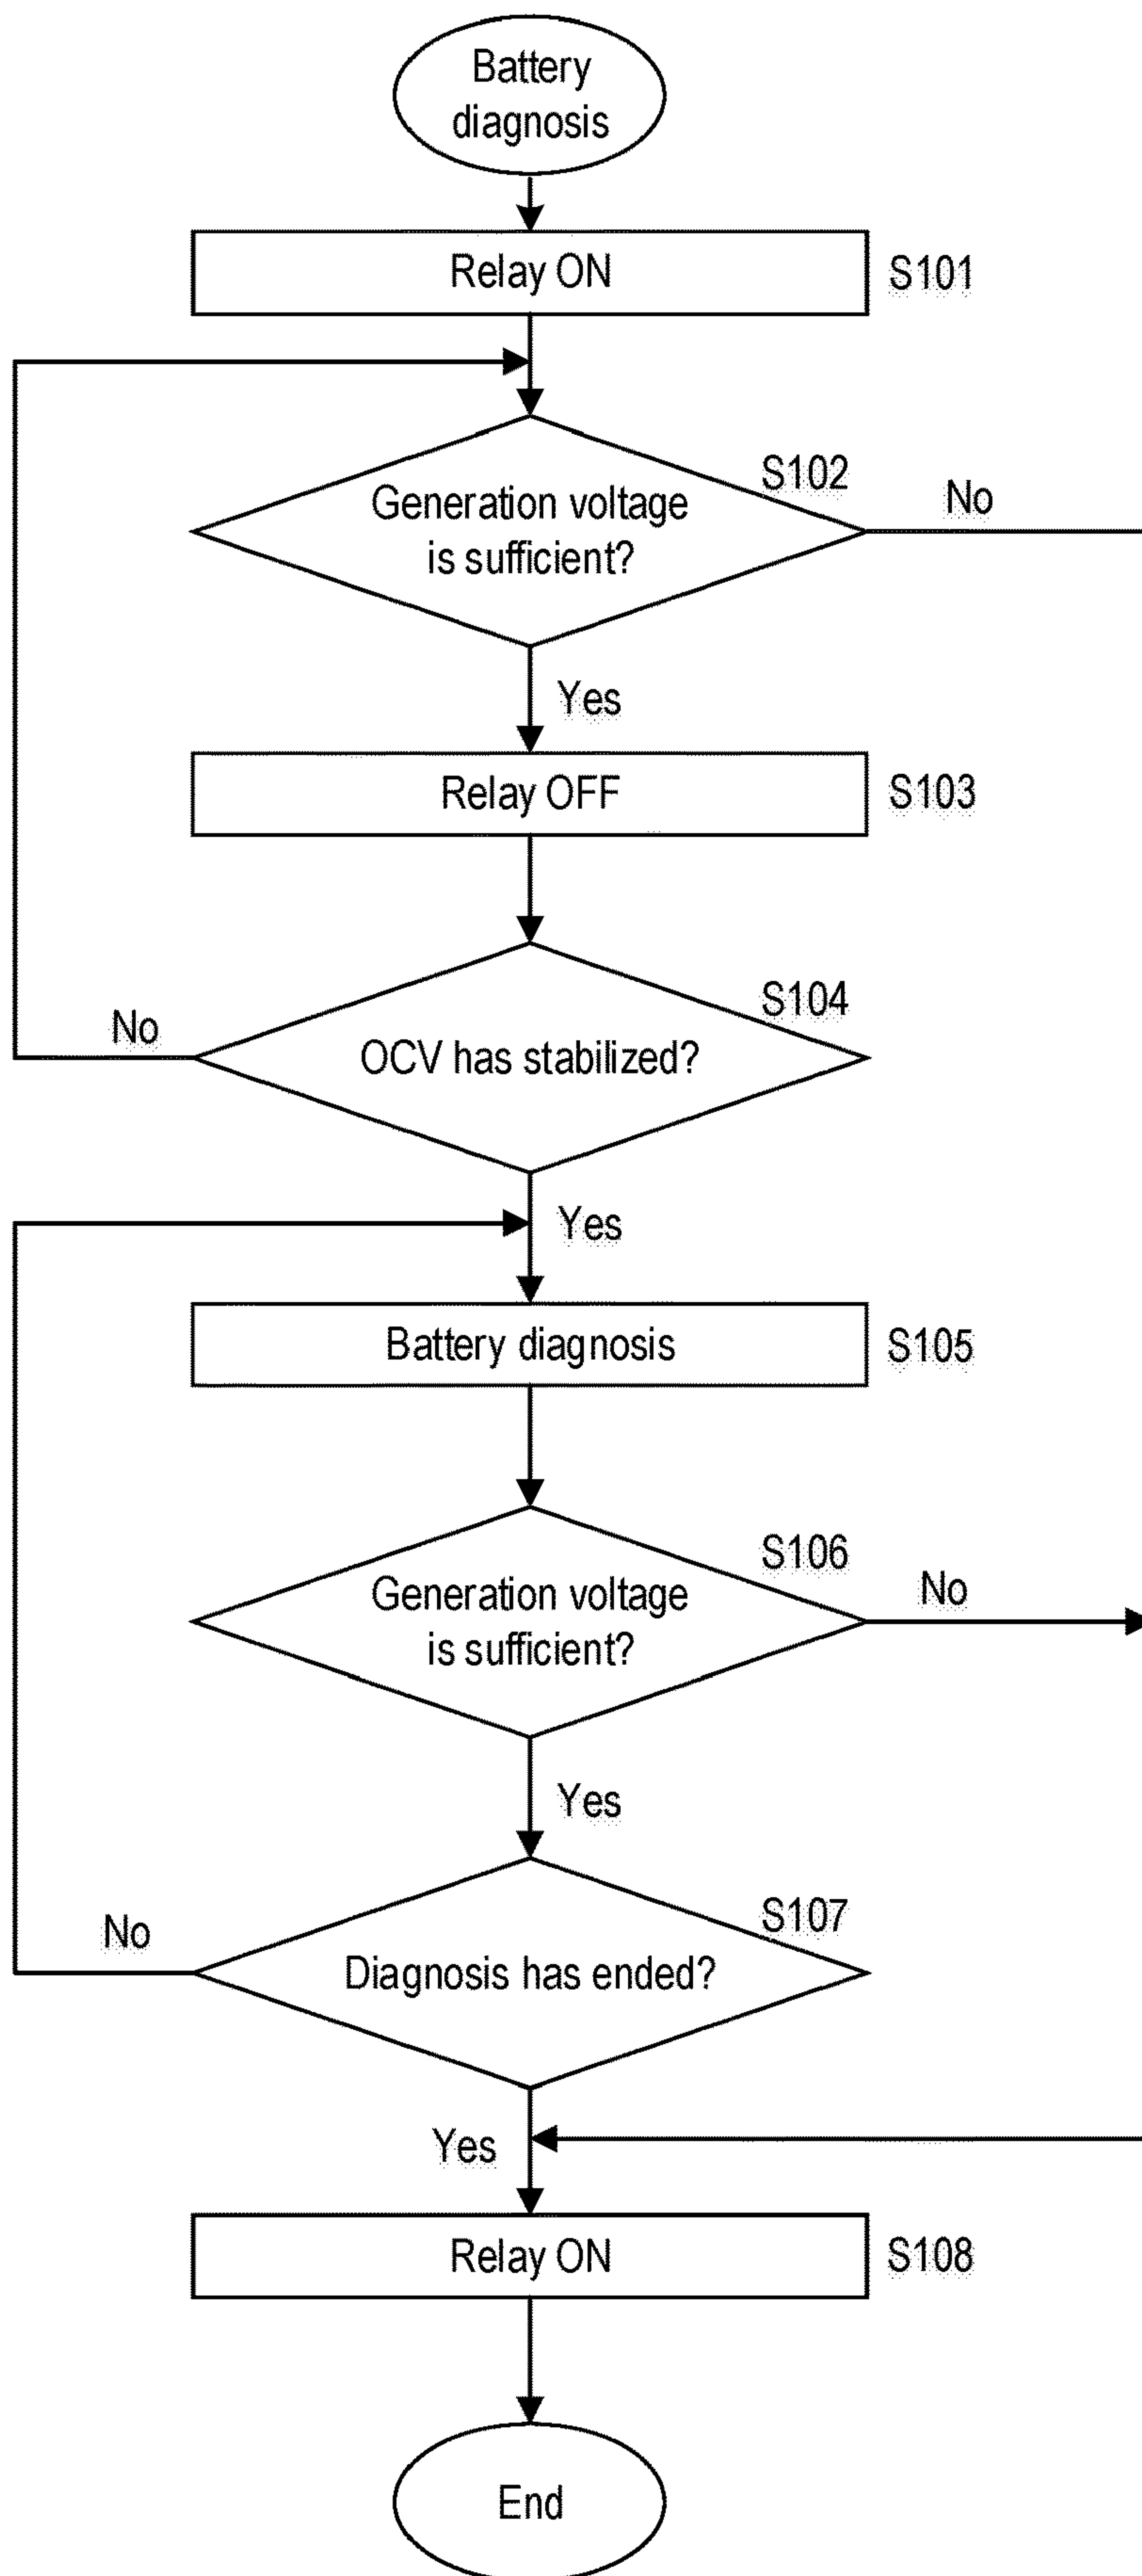 Battery
diagnosis
Relay ON
S101
S102
Generation voltage
is sufficient?
No
Yes
Relay OFF
S103
S104
OCV has stabilized?
No
Yes
Battery diagnosis
S105
S106
Generation voltage
is sufficient?
No
Yes
S107
No
Diagnosis has ended?
Yes
Relay ON
S108
End